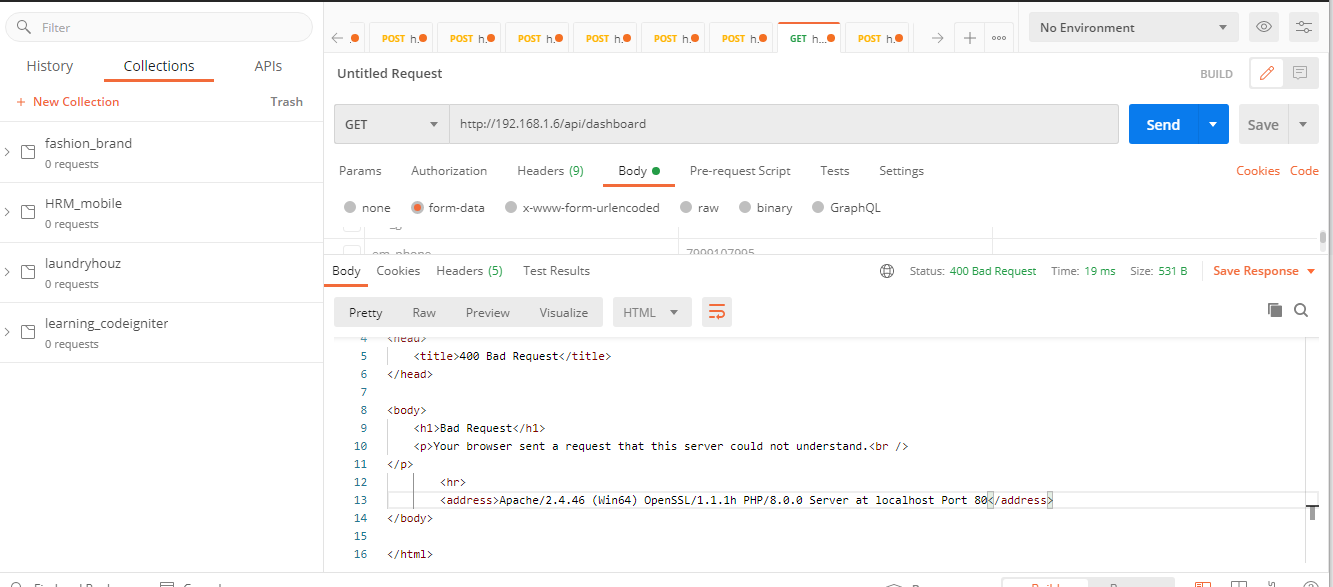 Filter
History Collections APIs
+ New Collection Trash
fashion_brand
0 requests
HRM_mobile
0 requests
laundryhouz
0 requests
learning_codeigniter
0 requests
POST h. POST h. POST h. POST h. POST h. POST h. GET h... POST h.
No Environment
Untitled Request BUILD
GET http://192.168.1.6/api/dashboard Send Save
Params Authorization Headers (9) Body Pre-request Script Tests Settings Cookies Code
none form-data x-www-form-urlencoded raw binary GraphQL
em_phone 7999107995
Body Cookies Headers (5) Test Results Status: 400 Bad Request Time: 19 ms Size: 531 B Save Response
Pretty Raw Preview Visualize HTML
4 <head>
5 <title>400 Bad Request</title>
6 </head>
7
8 <body>
9 <h1>Bad Request</h1>
10 <p>Your browser sent a request that this server could not understand.<br />
11 </p>
12 <hr>
13 <address>Apache/2.4.46 (Win64) OpenSSL/1.1.1h PHP/8.0.0 Server at localhost Port 80</address>
14 </body>
15
16 </html>